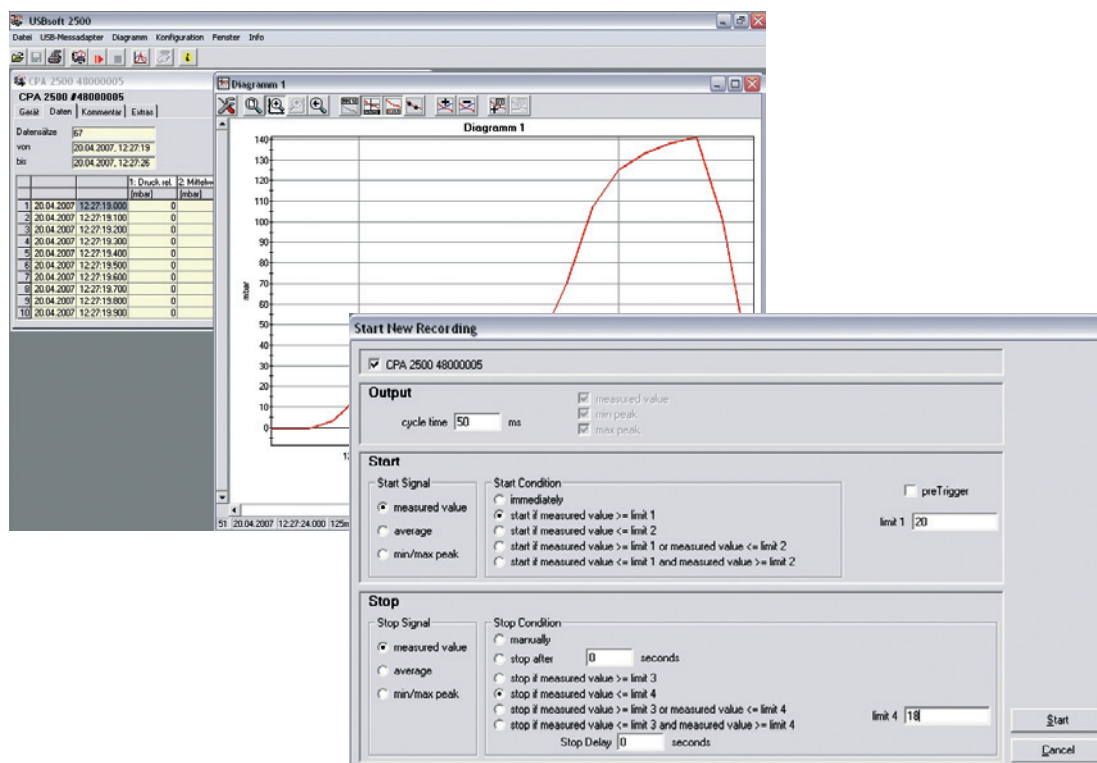 USBsoft 2500
Datei USB-Messadapter Diagramm Konfiguration Fenster Info
CPA 2500 48000005
CPA 2500 #48000005
Gerät Daten Kommentar Extras
Datensätze 67
von 20.04.2007, 12:27:19
bis 20.04.2007, 12:27:26
1: Druck rel. 2: Mittelw
[mbar] [mbar]
1 20.04.2007 12:27:19.000 0
2 20.04.2007 12:27:19.100 0
3 20.04.2007 12:27:19.200 0
4 20.04.2007 12:27:19.300 0
5 20.04.2007 12:27:19.400 0
6 20.04.2007 12:27:19.500 0
7 20.04.2007 12:27:19.600 0
8 20.04.2007 12:27:19.700 0
9 20.04.2007 12:27:19.800 0
10 20.04.2007 12:27:19.900 0
Diagramm 1
Diagramm 1
mbar
140
130
120
110
100
90
80
70
60
50
40
30
20
10
0
51 20.04.2007 12:27:24.000 125m
Start New Recording
CPA 2500 48000005
Output
cycle time 50 ms
measured value
min peak
max peak
Start
Start Signal
measured value
average
min/max peak
Start Condition
immediately
start if measured value >= limit 1
start if measured value <= limit 2
start if measured value >= limit 1 or measured value <= limit 2
start if measured value <= limit 1 and measured value >= limit 2
preTrigger
limit 1 20
Stop
Stop Signal
measured value
average
min/max peak
Stop Condition
manually
stop after 0 seconds
stop if measured value >= limit 3
stop if measured value <= limit 4
stop if measured value >= limit 3 or measured value <= limit 4
stop if measured value <= limit 3 and measured value >= limit 4
Stop Delay 0 seconds
limit 4 18
Start
Cancel